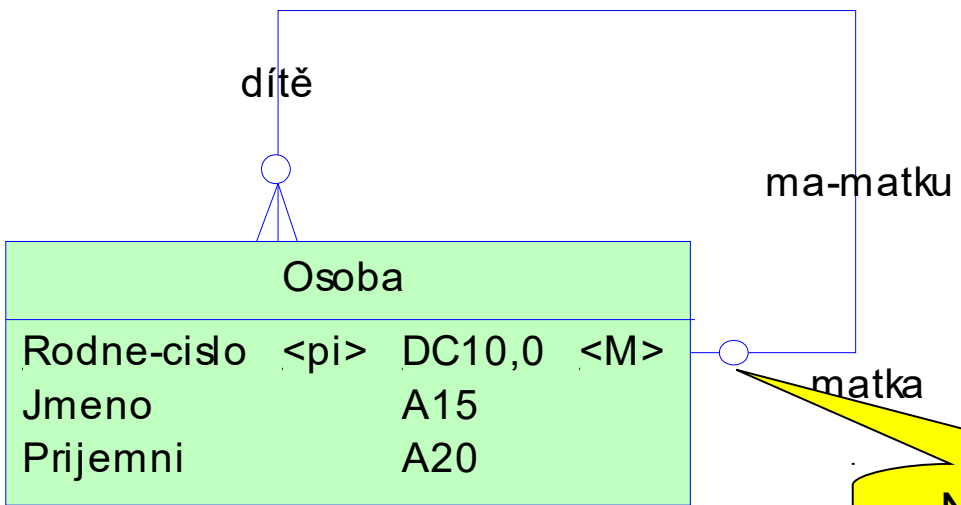 dítě
ma-matku
Osoba
Rodne-cislo <pi> DC10,0 <M>
matka
Jmeno A15
Prijemni A20